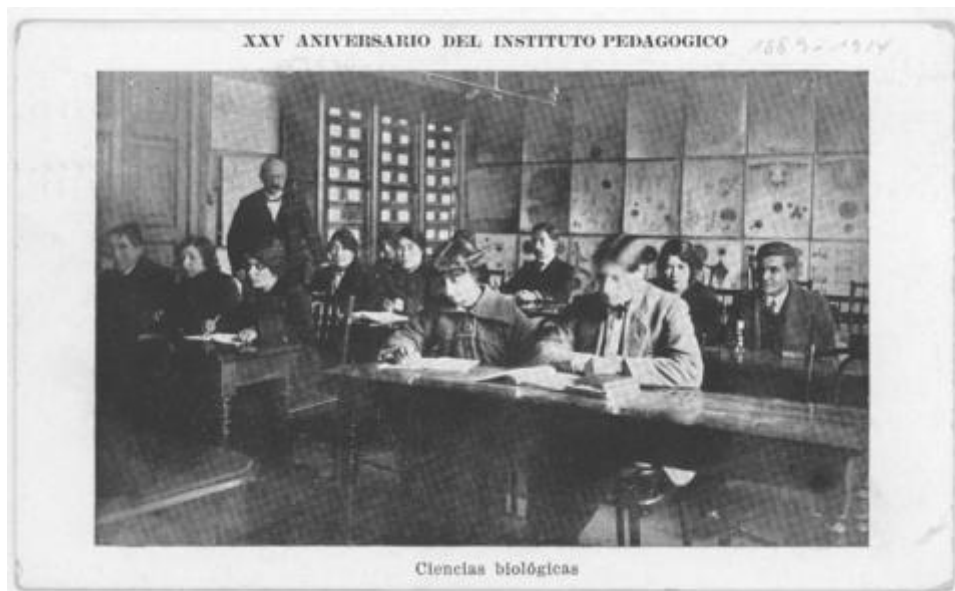 XXV ANIVERSARIO DEL INSTITUTO PEDAGOGICO 1889-1914
Ciencias biológicas